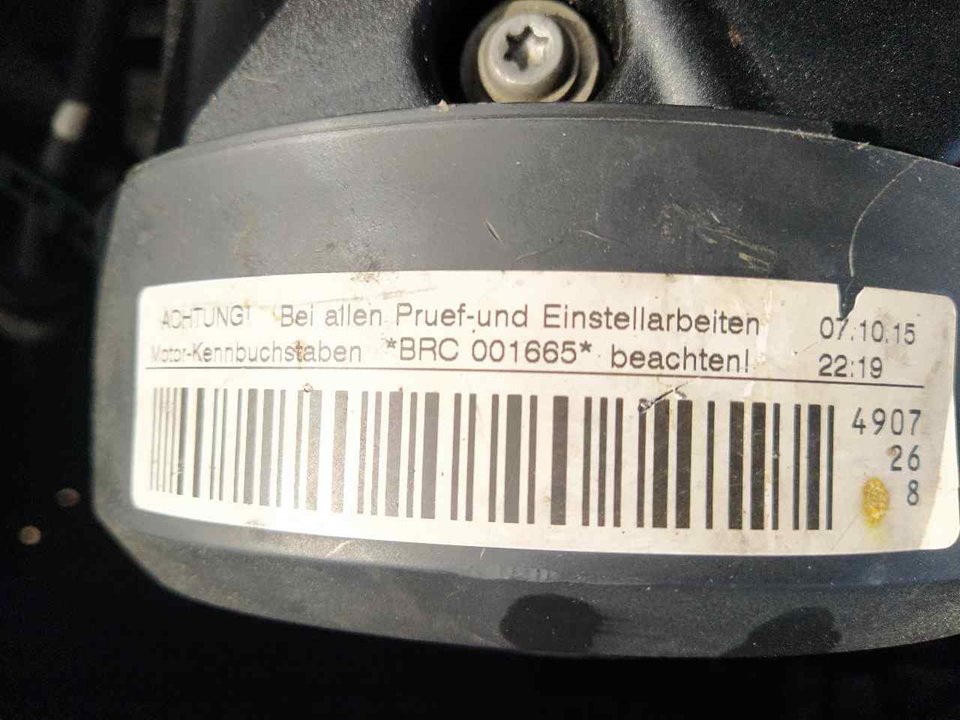 ACHTUNG! Bei allen Pruef-und Einstellarbeiten 07.10.15
Motor-Kennbuchstaben *BRC 001665* beachten! 22:19
4907
26
8